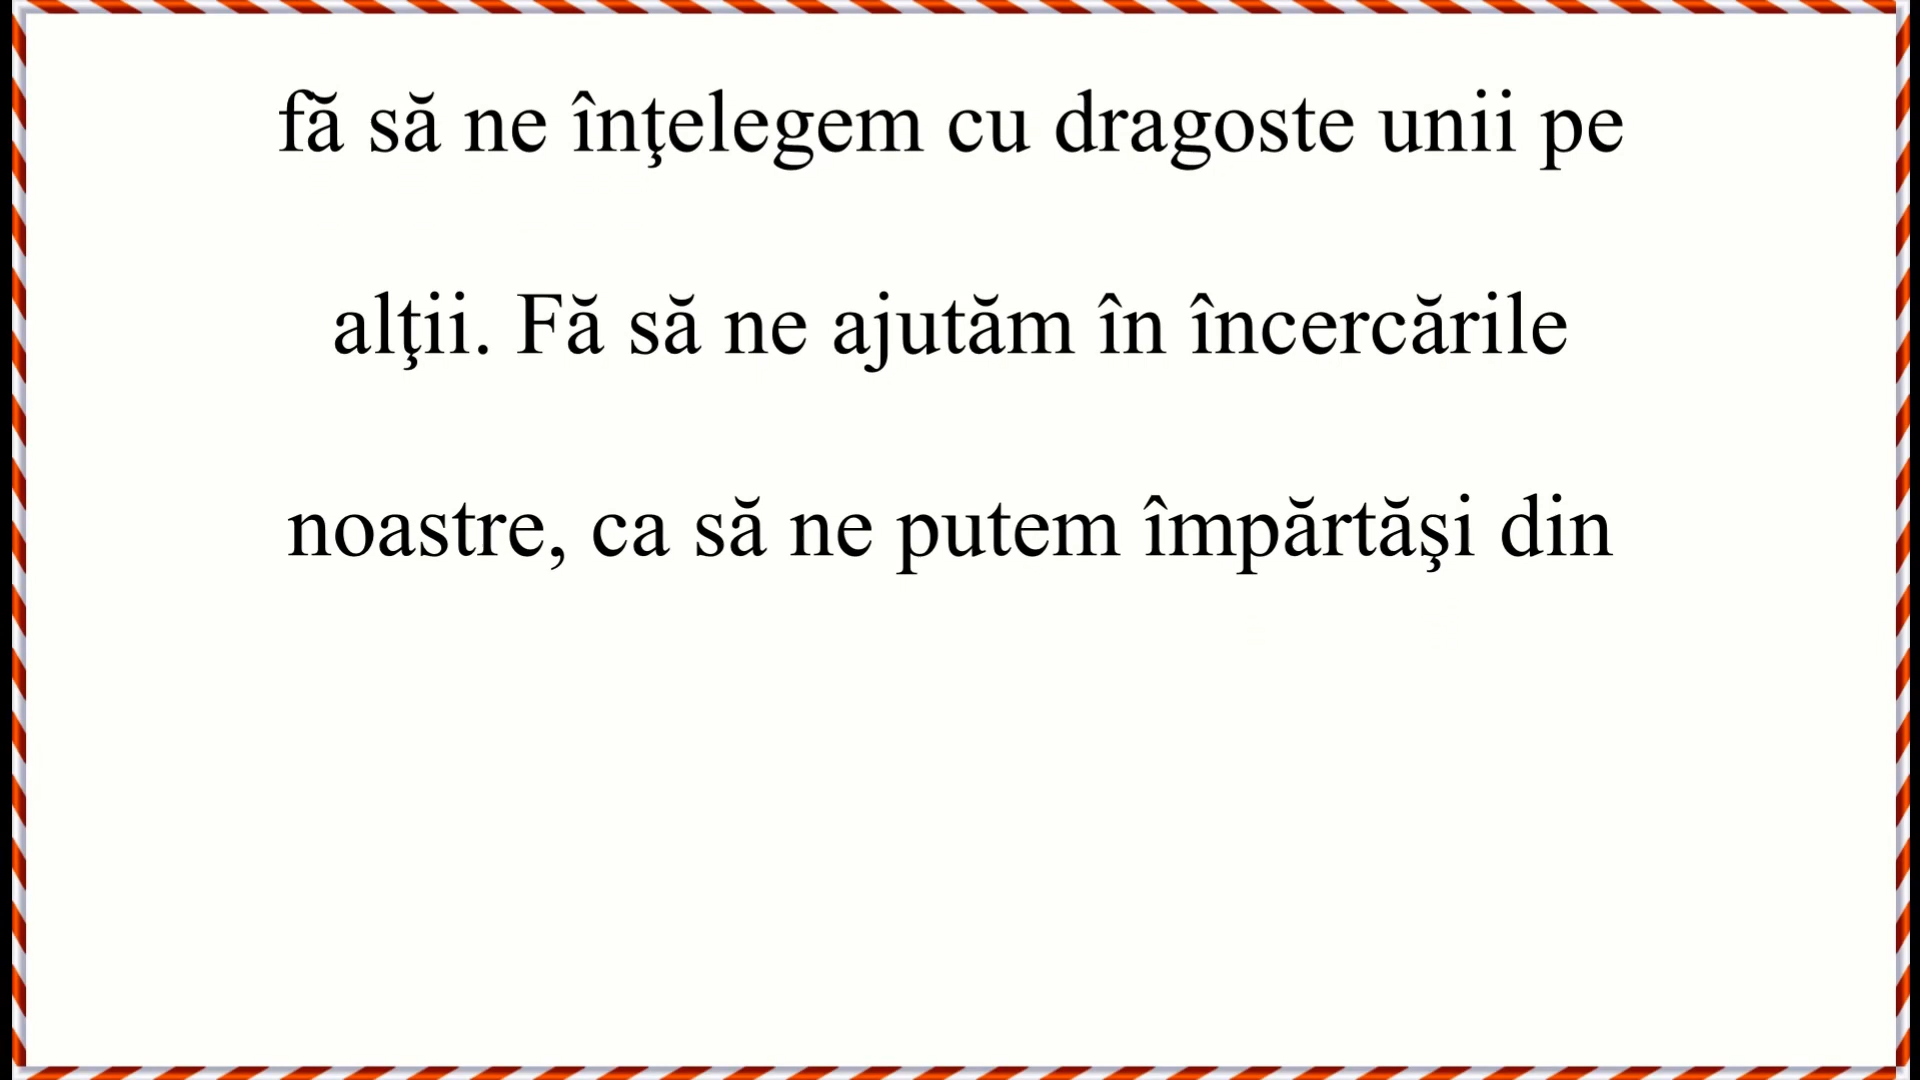 fă să ne înţelegem cu dragoste unii pe
alţii. Fă să ne ajutăm în încercările
noastre, ca să ne putem împărtăşi din